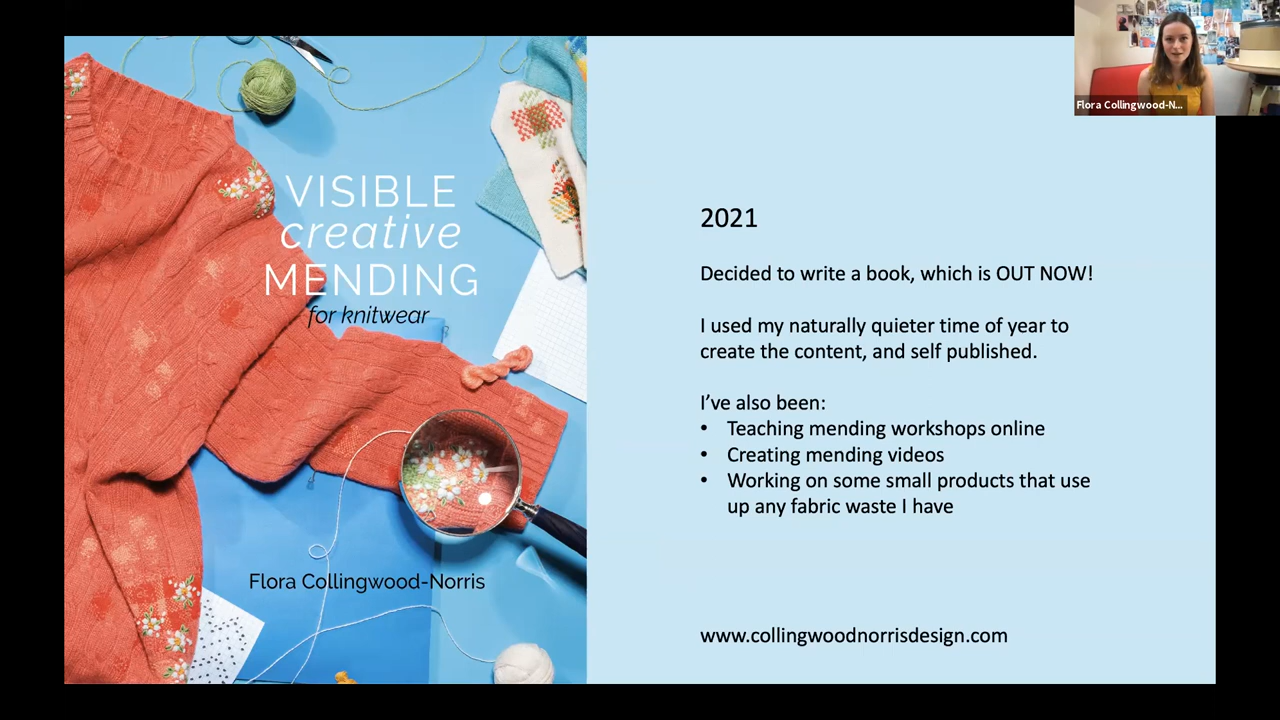 Flora Collingwood-N...
VISIBLE
creative
MENDING
for knitwear
Flora Collingwood-Norris
2021
Decided to write a book, which is OUT NOW!
I used my naturally quieter time of year to
create the content, and self published.
I’ve also been:
• Teaching mending workshops online
• Creating mending videos
• Working on some small products that use
up any fabric waste I have
www.collingwoodnorrisdesign.com